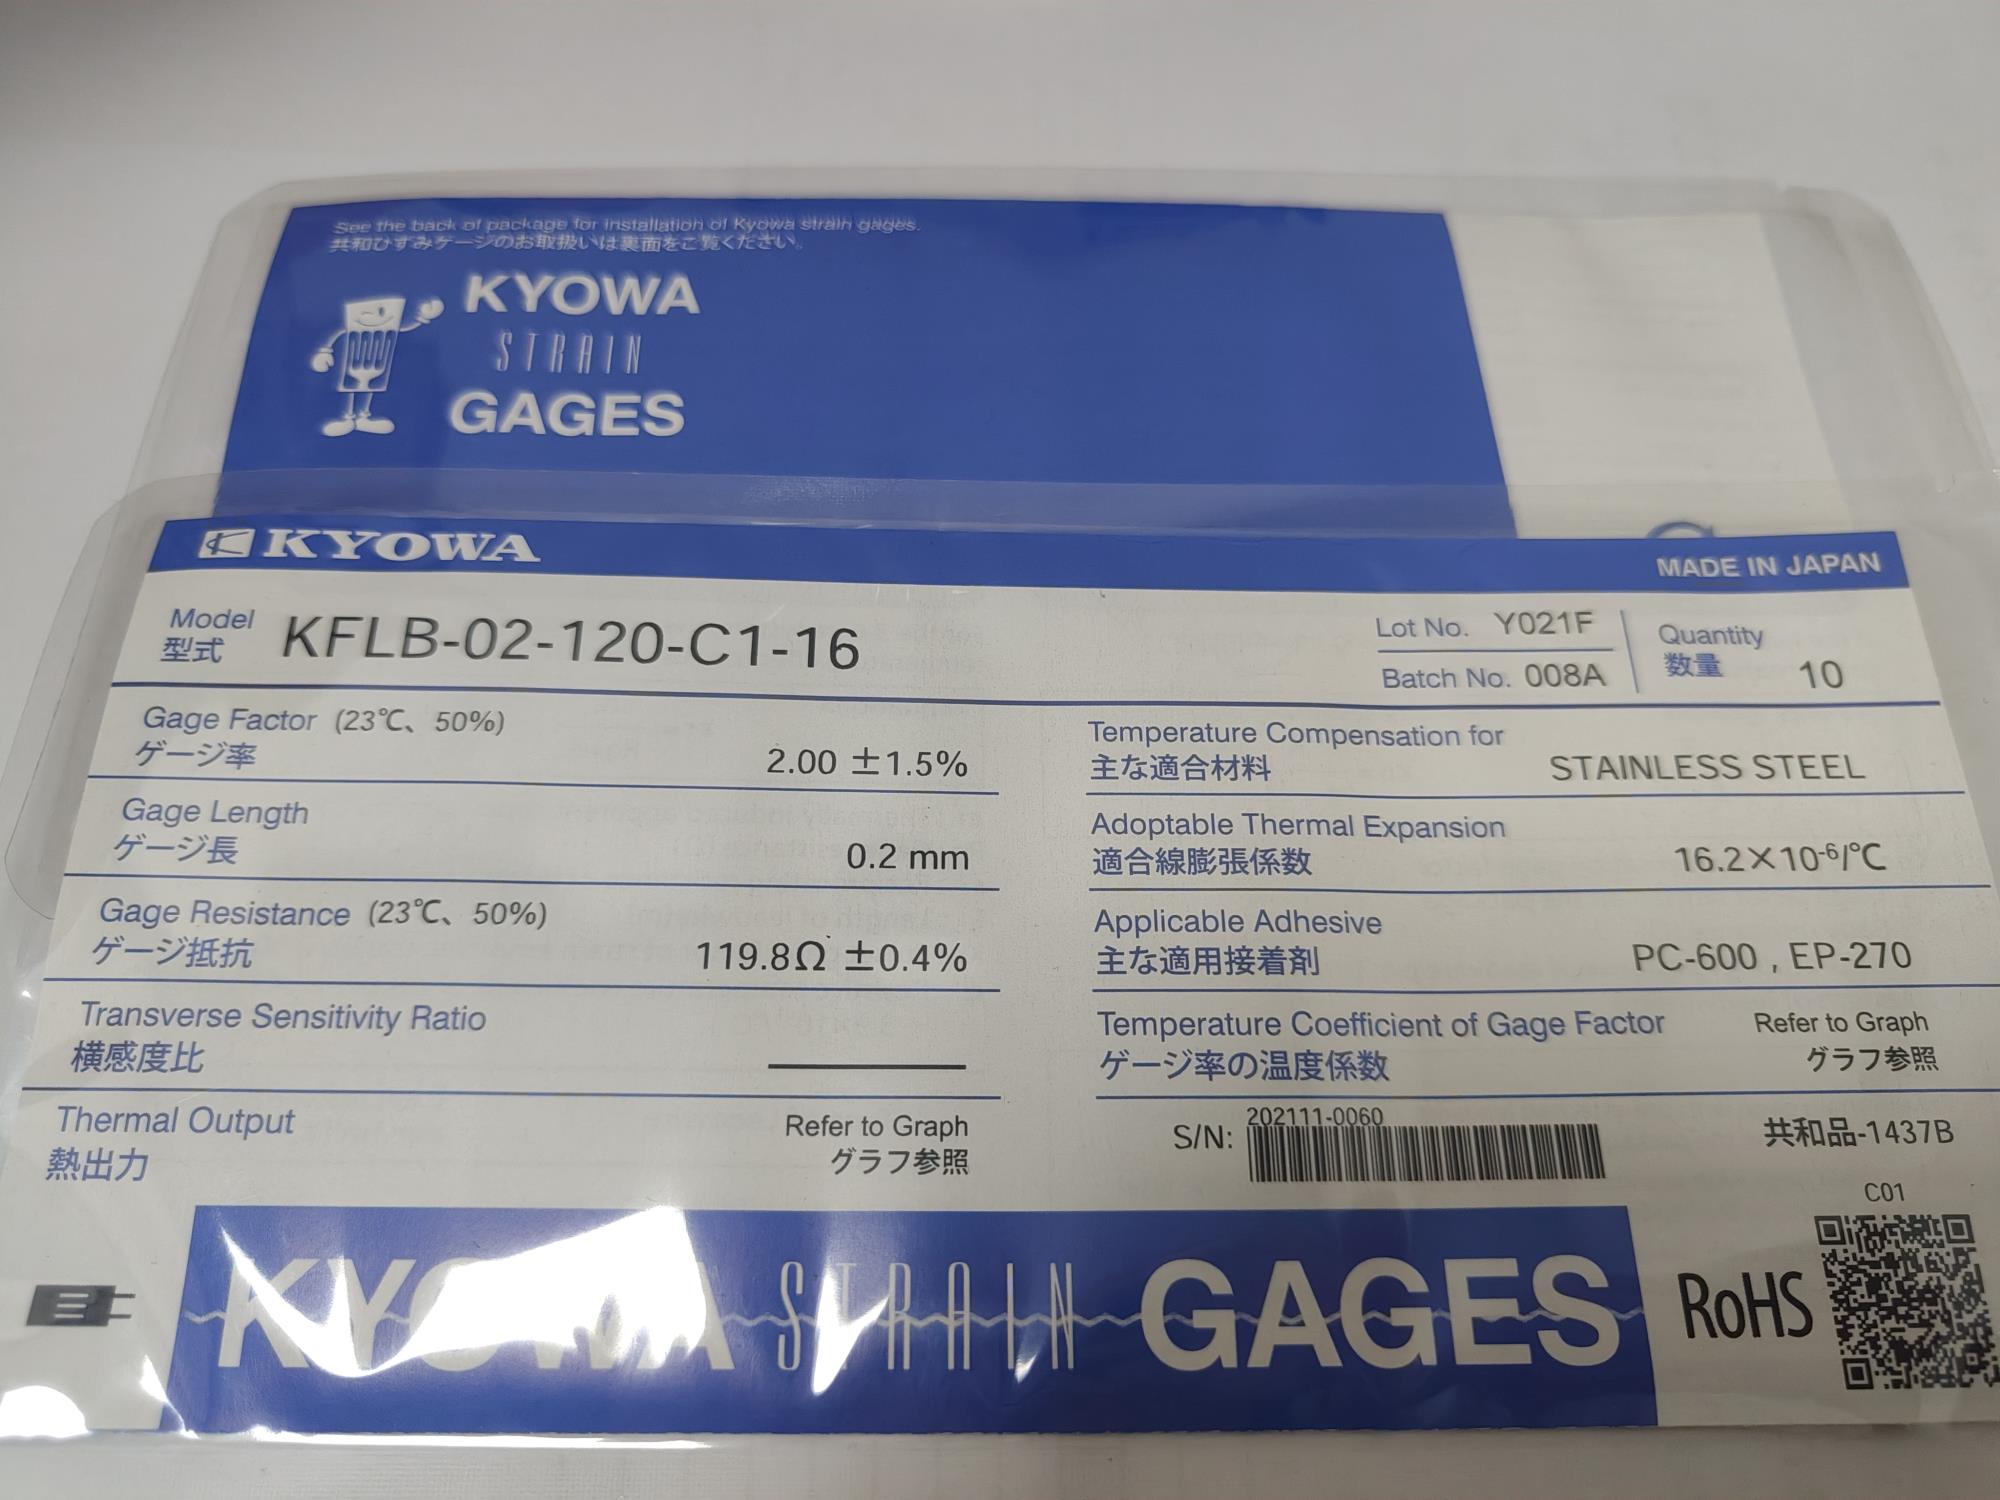 See the back of package for installation of Kyowa strain gages.
共和ひずみゲージのお取扱いは裏面をご覧ください。
KYOWA
STRAIN
GAGES
KYOWA
MADE IN JAPAN
Model
型式
KFLB-02-120-C1-16
Lot No. Y021F
Batch No. 008A
Quantity
数量
10
Gage Factor (23℃、50%)
ゲージ率
2.00 ±1.5%
Gage Length
ゲージ長
0.2 mm
Gage Resistance (23℃、50%)
ゲージ抵抗
119.8Ω ±0.4%
Transverse Sensitivity Ratio
横感度比
Thermal Output
熱出力
Refer to Graph
グラフ参照
Temperature Compensation for
主な適合材料
STAINLESS STEEL
Adoptable Thermal Expansion
適合線膨張係数
16.2×10-6/℃
Applicable Adhesive
主な適用接着剤
PC-600 , EP-270
Temperature Coefficient of Gage Factor
ゲージ率の温度係数
Refer to Graph
グラフ参照
S/N:
202111-0060
共和品-1437B
C01
KYOWA STRAIN GAGES
RoHS